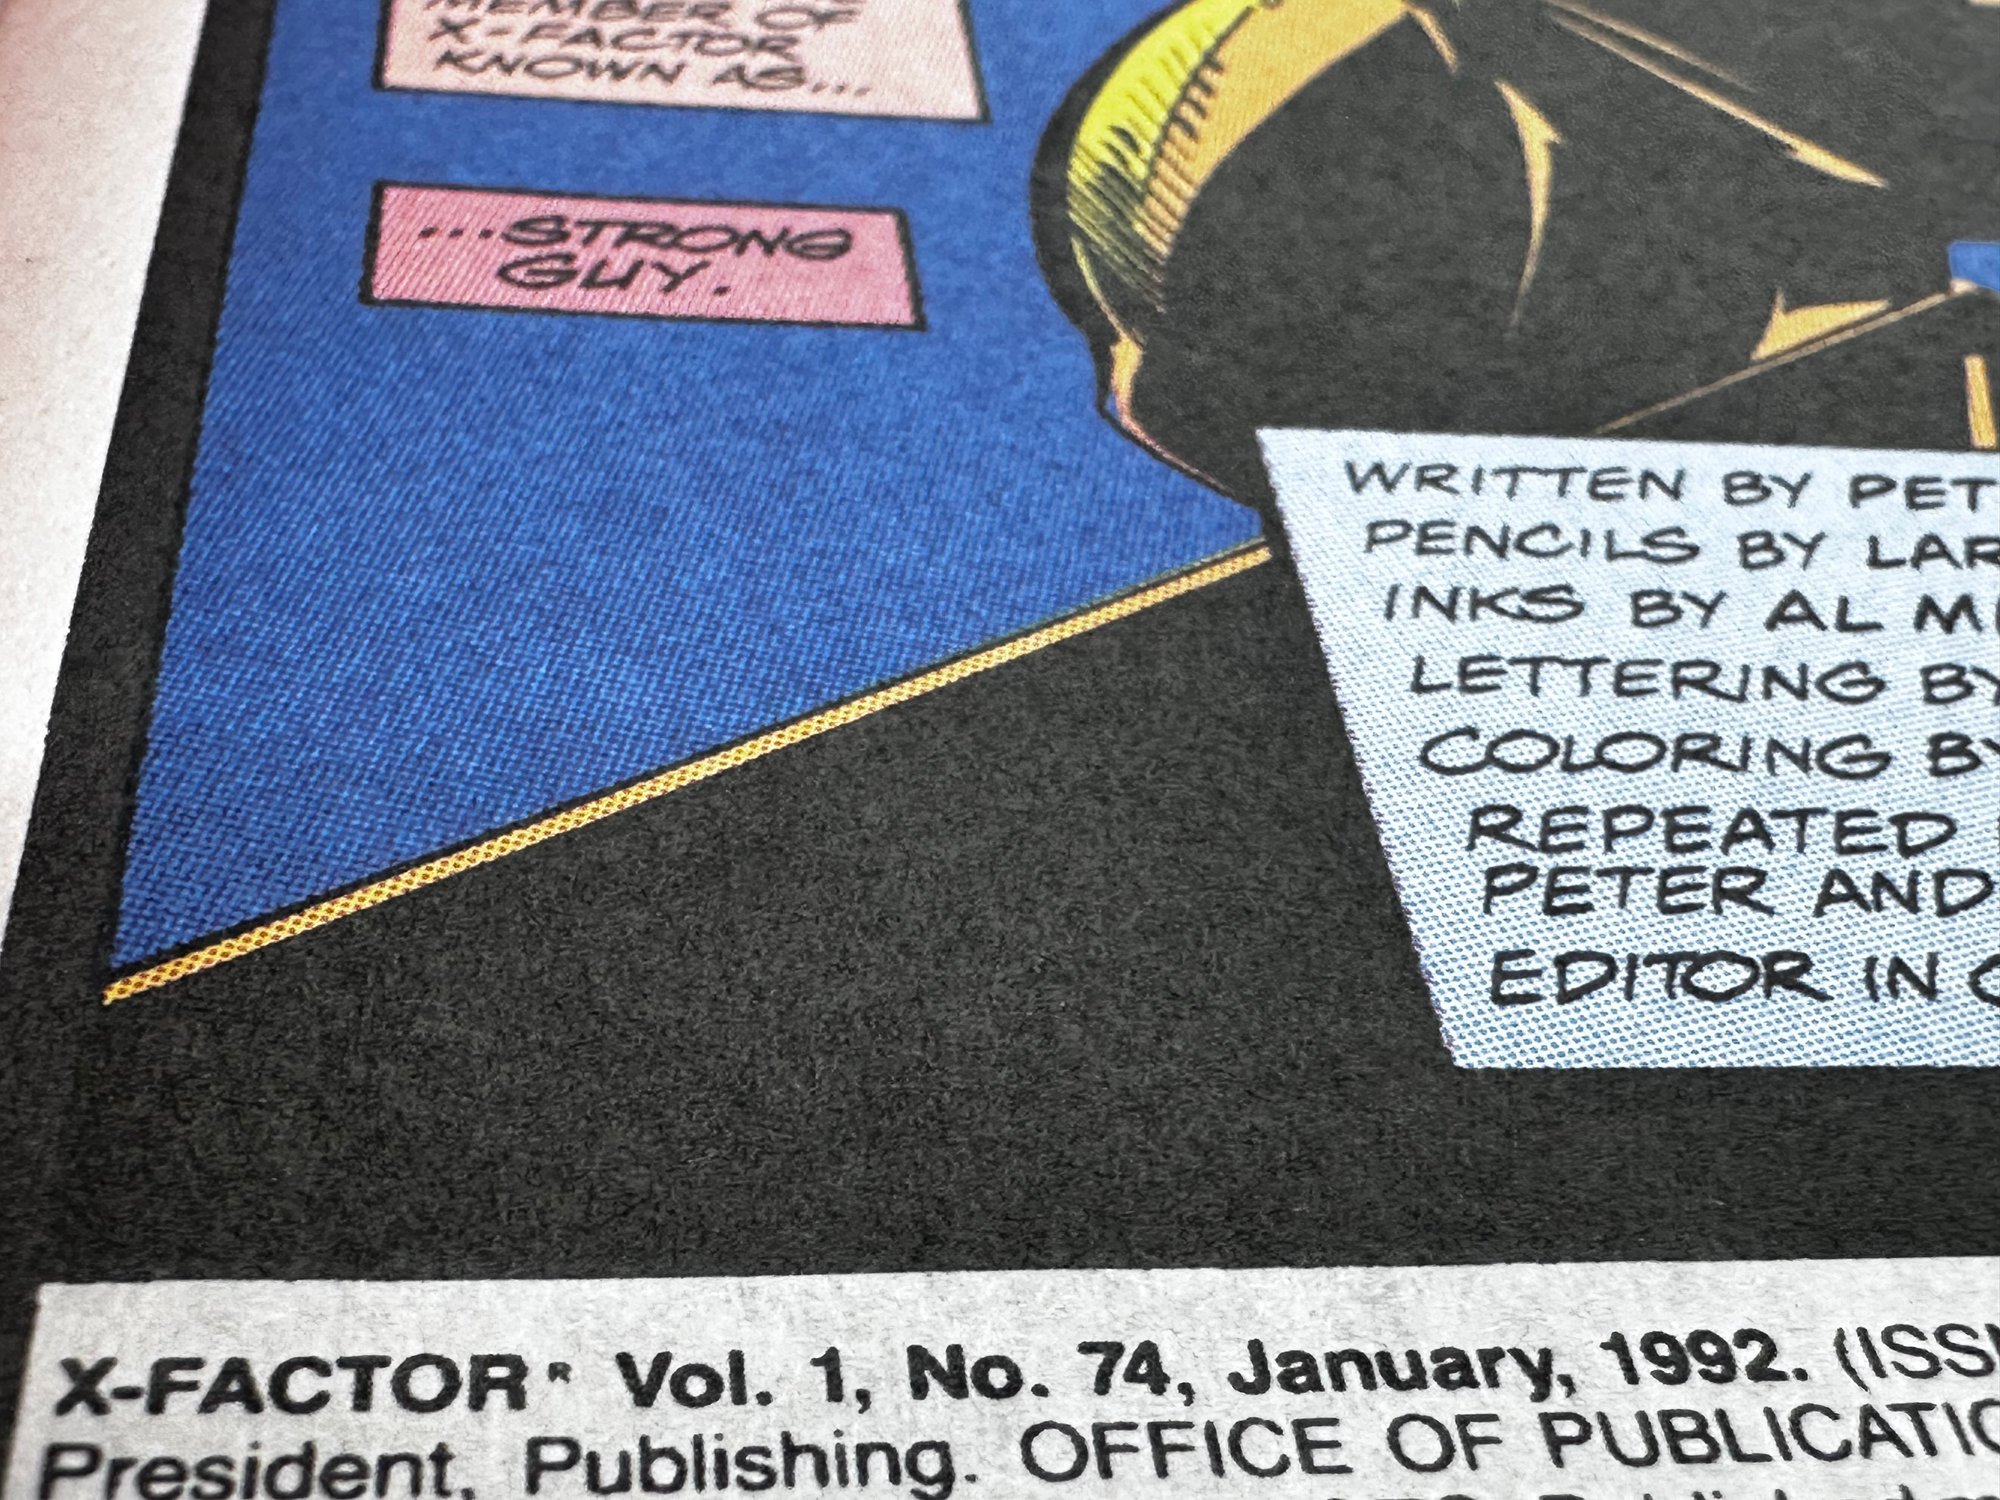 MEMBER OF
X-FACTOR
KNOWN AS...
...STRONG
GUY.
WRITTEN BY PET
PENCILS BY LAR
INKS BY AL M
LETTERING BY
COLORING BY
REPEATED
PETER AND
EDITOR IN C
X-FACTOR® Vol. 1, No. 74, January, 1992. (ISS
President, Publishing. OFFICE OF PUBLICATIO